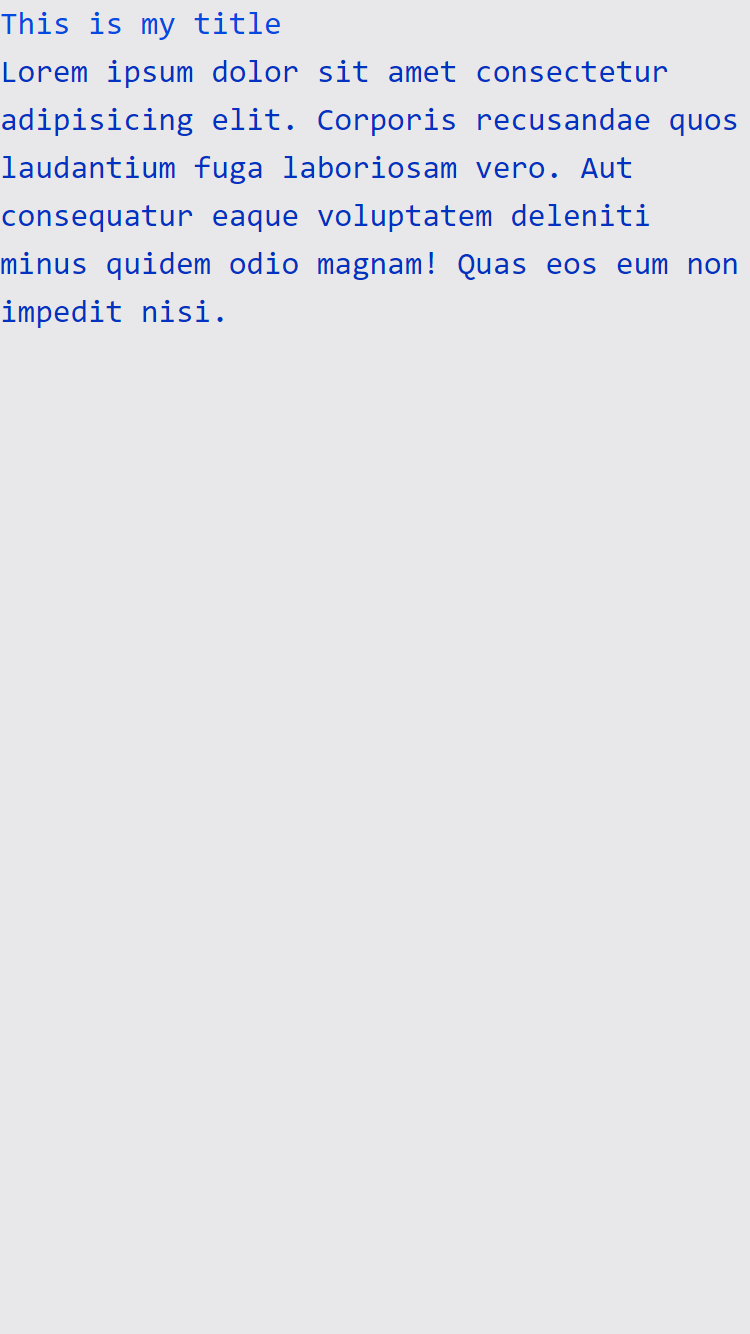 This is my title
Lorem ipsum dolor sit amet consectetur
adipisicing elit. Corporis recusandae quos
laudantium fuga laboriosam vero. Aut
consequatur eaque voluptatem deleniti
minus quidem odio magnam! Quas eos eum non
impedit nisi.